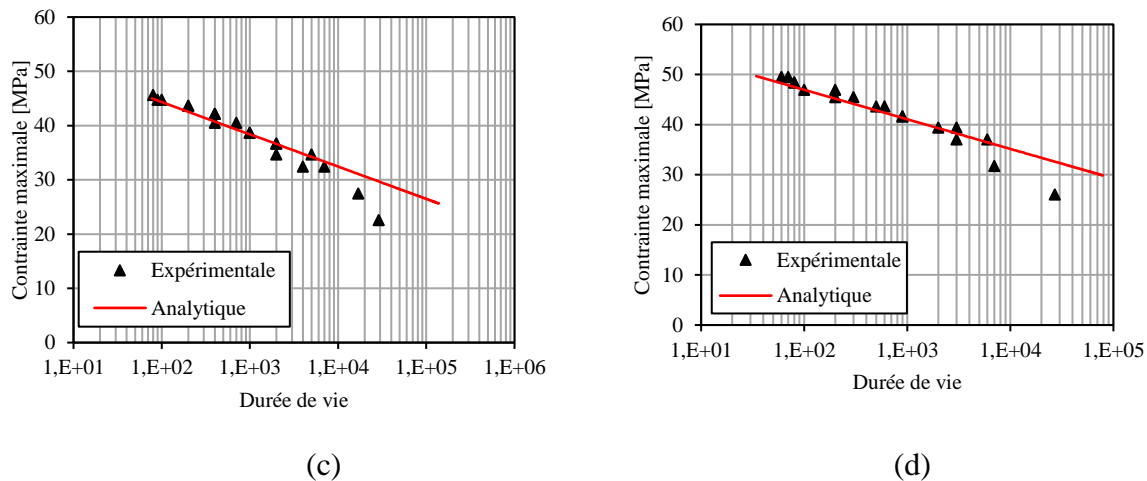 Contrainte maximale [MPa]
60
50
40
30
20
10
0
Expérimentale
Analytique
1,E+01 1,E+02 1,E+03 1,E+04 1,E+05 1,E+06
Durée de vie
(c)
Contrainte maximale [MPa]
60
50
40
30
20
10
0
Expérimentale
Analytique
1,E+01 1,E+02 1,E+03 1,E+04 1,E+05
Durée de vie
(d)